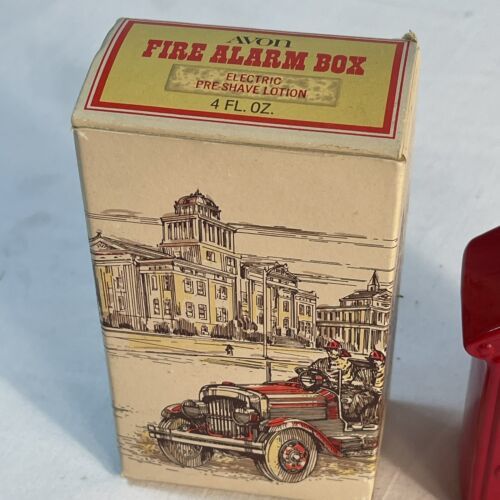 AVON
FIRE ALARM BOX
ELECTRIC
PRE-SHAVE LOTION
4 FL. OZ.